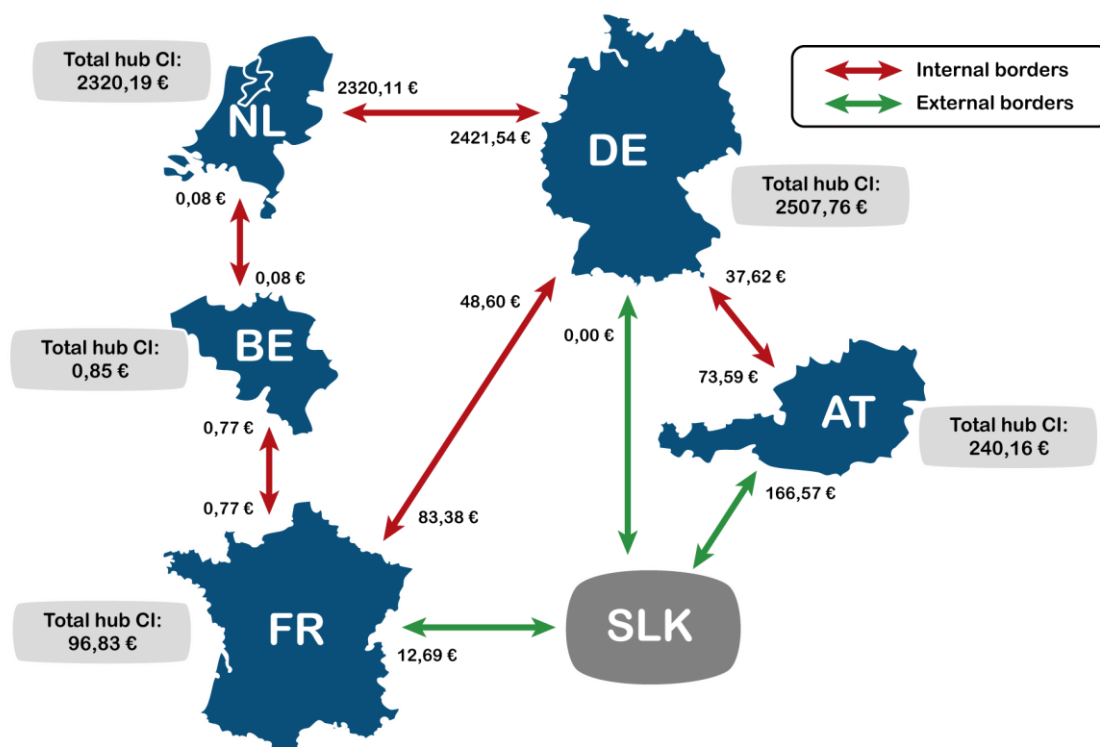 Total hub CI:
2320,19 €
NL
2320,11 €
2421,54 €
DE
Internal borders
External borders
Total hub CI:
2507,76 €
0,08 €
0,08 €
48,60 €
0,00 €
37,62 €
Total hub CI:
0,85 €
BE
73,59 €
AT
Total hub CI:
240,16 €
0,77 €
0,77 €
83,38 €
166,57 €
Total hub CI:
96,83 €
FR
12,69 €
SLK